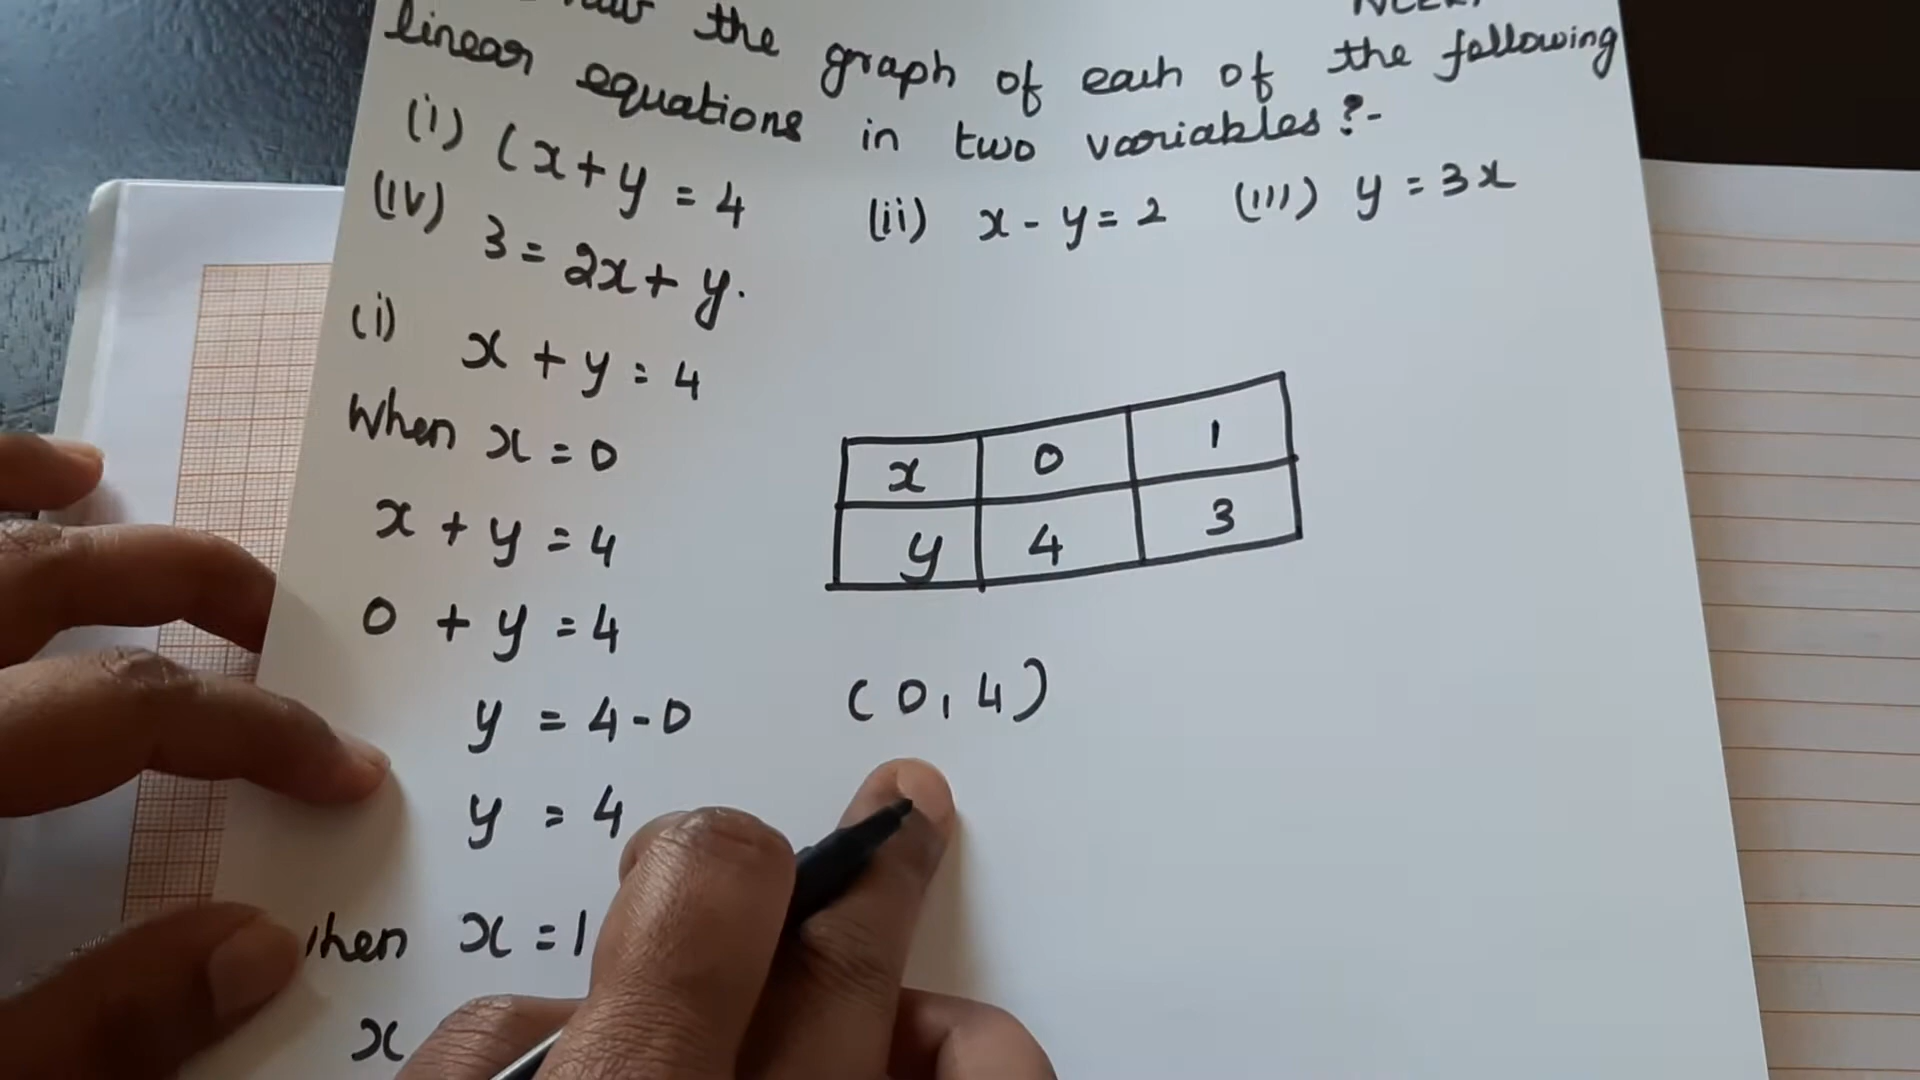 the graph of each of the following
linear equations in two variables?-
(i) (x+y=4 (ii) x-y=2 (iii) y=3x
(iv) 3=2x+y.
(i) x+y=4
When x=0
x+y=4
0+y=4
y=4-0
y=4
x=1
x
x 0 1
y 4 3
(0,4)